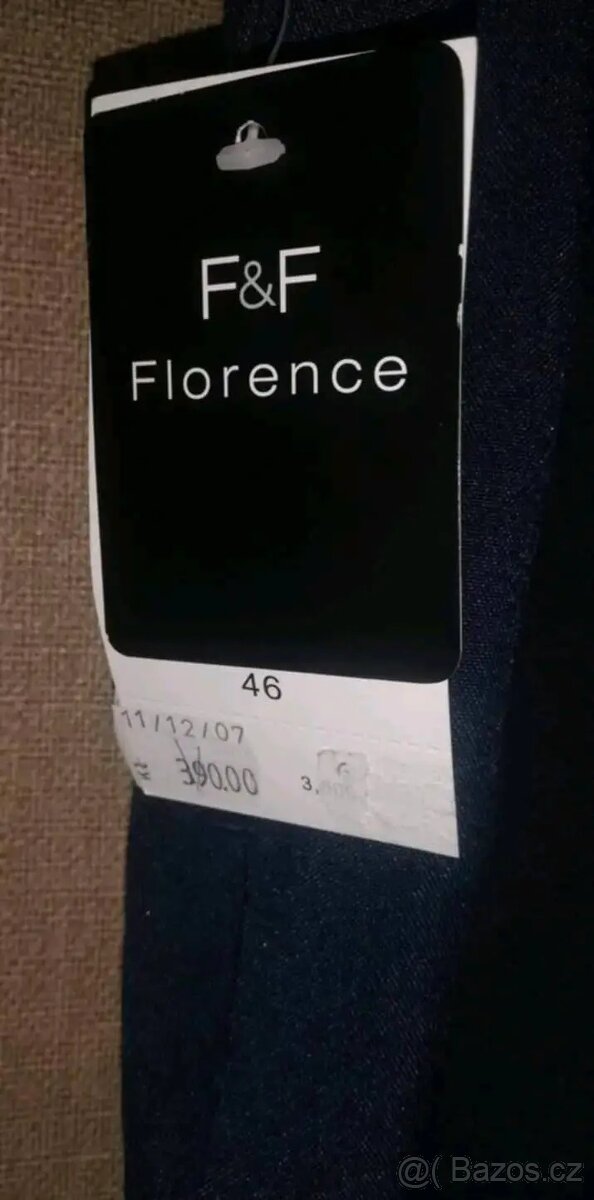 F&F
Florence
46
11/12/07
390.00
3.
@( Bazos.cz